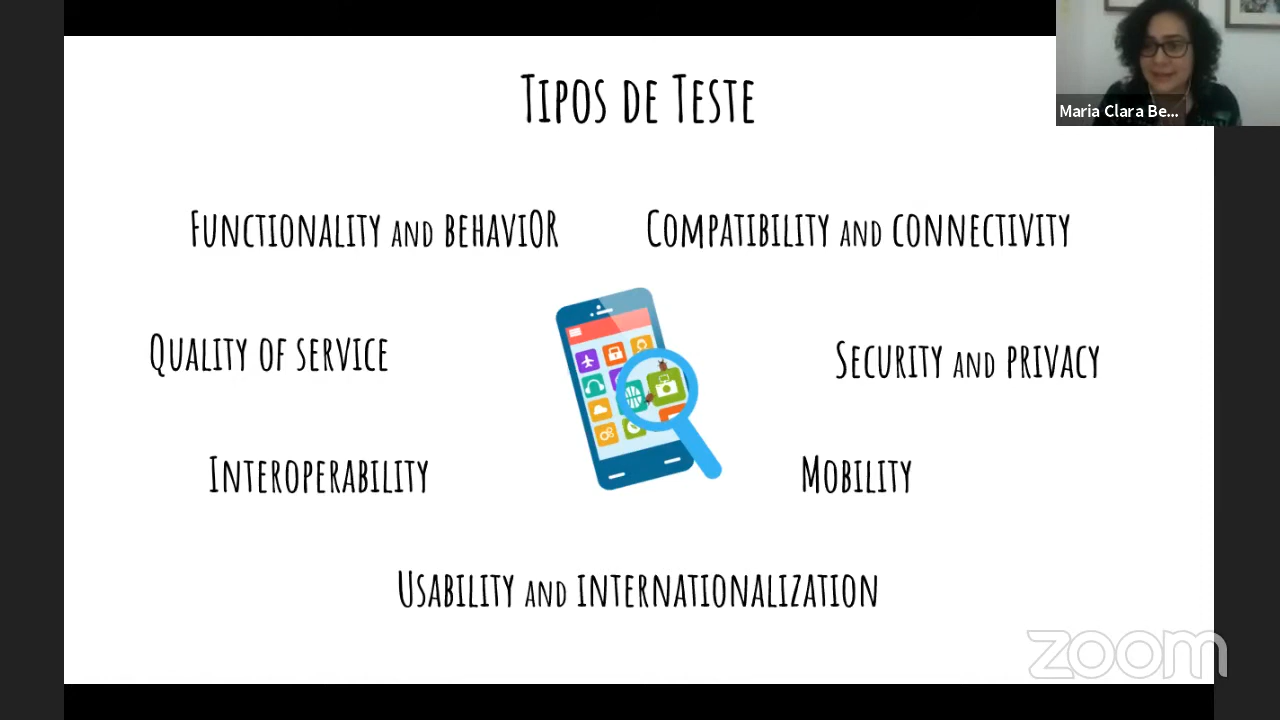 Tipos de Teste
Maria Clara Be...
Functionality and behaviOR
Compatibility and connectivity
Quality of service
Security and privacy
Interoperability
Mobility
Usability and internationalization
zoom